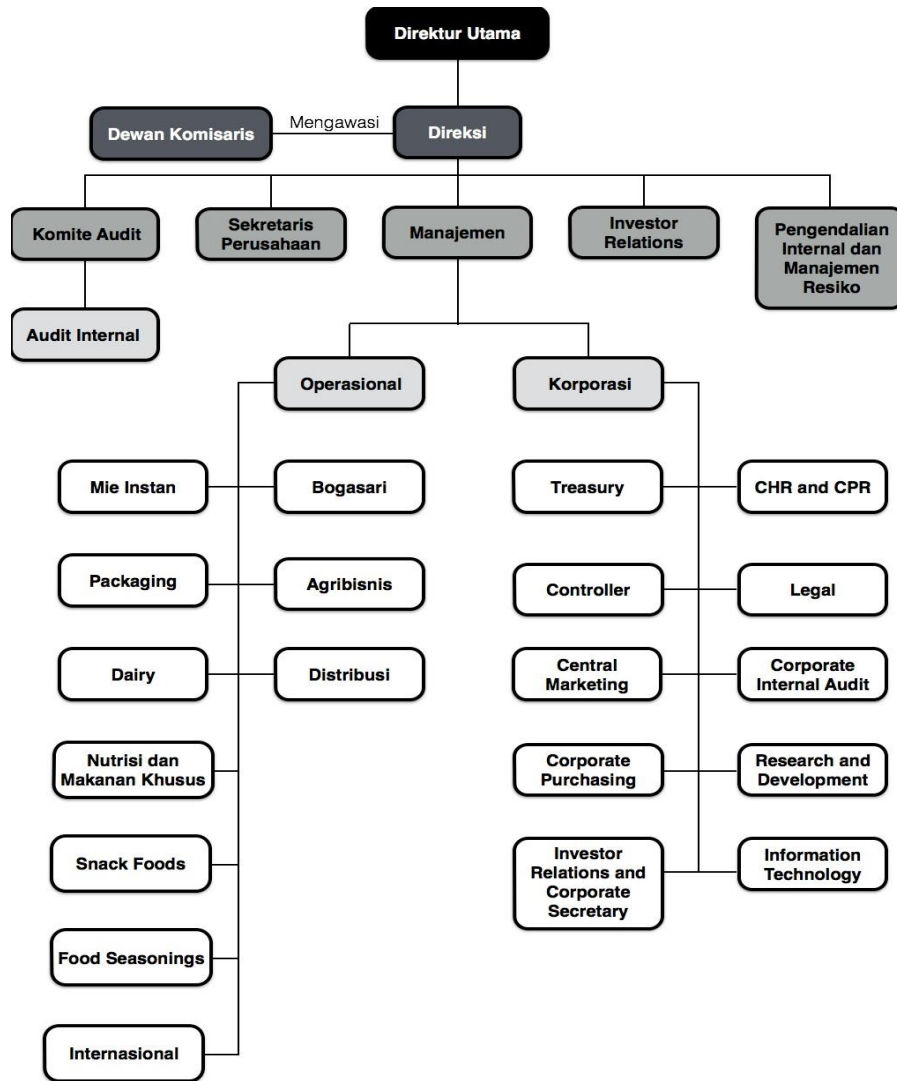 Direktur Utama
Dewan Komisaris
Mengawasi
Direksi
Komite Audit
Sekretaris
Perusahaan
Manajemen
Investor
Relations
Pengendalian
Internal dan
Manajemen
Resiko
Audit Internal
Operasional
Korporasi
Mie Instan
Bogasari
Treasury
CHR and CPR
Packaging
Agribisnis
Controller
Legal
Dairy
Distribusi
Central
Marketing
Corporate
Internal Audit
Nutrisi dan
Makanan Khusus
Corporate
Purchasing
Research and
Development
Snack Foods
Investor
Relations and
Corporate
Secretary
Information
Technology
Food Seasonings
Internasional